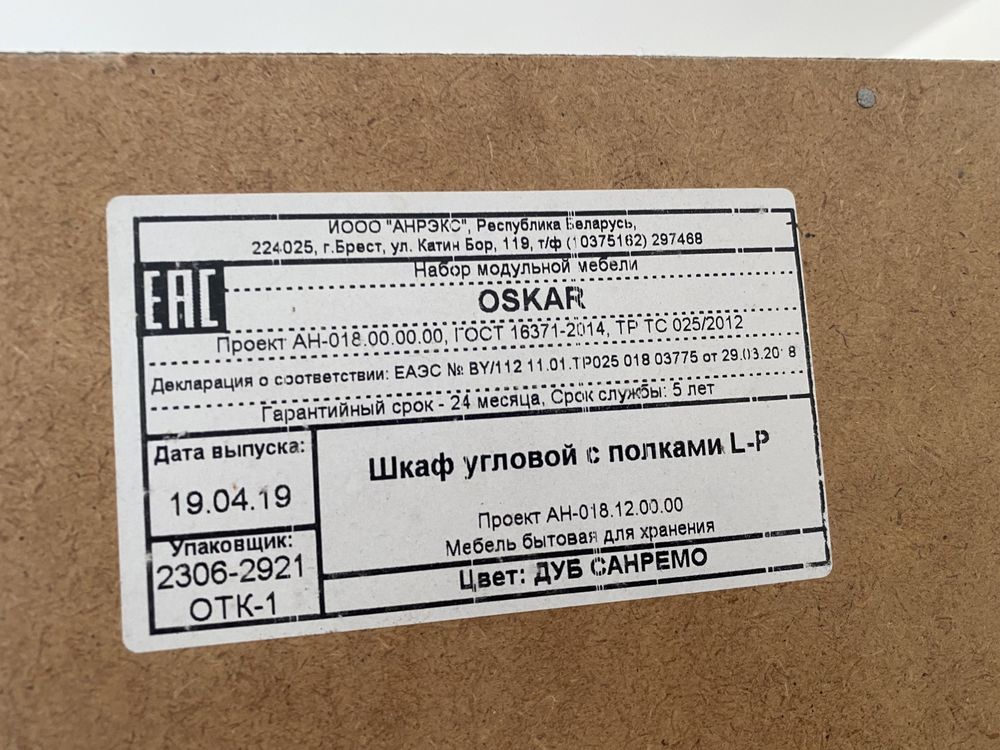 ИООО "АНРЭКС", Республика Беларусь,
224025, г.Брест, ул. Катин Бор, 119, т/ф (10375162) 297468
ЕАС
Набор модульной мебели
OSKAR
Проект АН-018.00.00.00, ГОСТ 16371-2014, ТР ТС 025/2012
Декларация о соответствии: ЕАЭС № BY/112 11.01.ТР025 018 03775 от 29.03.2018
Гарантийный срок - 24 месяца, Срок службы: 5 лет
Дата выпуска:
19.04.19
Упаковщик:
2306-2921
ОТК-1
Шкаф угловой с полками L-P
Проект АН-018.12.00.00
Мебель бытовая для хранения
Цвет: ДУБ САНРЕМО